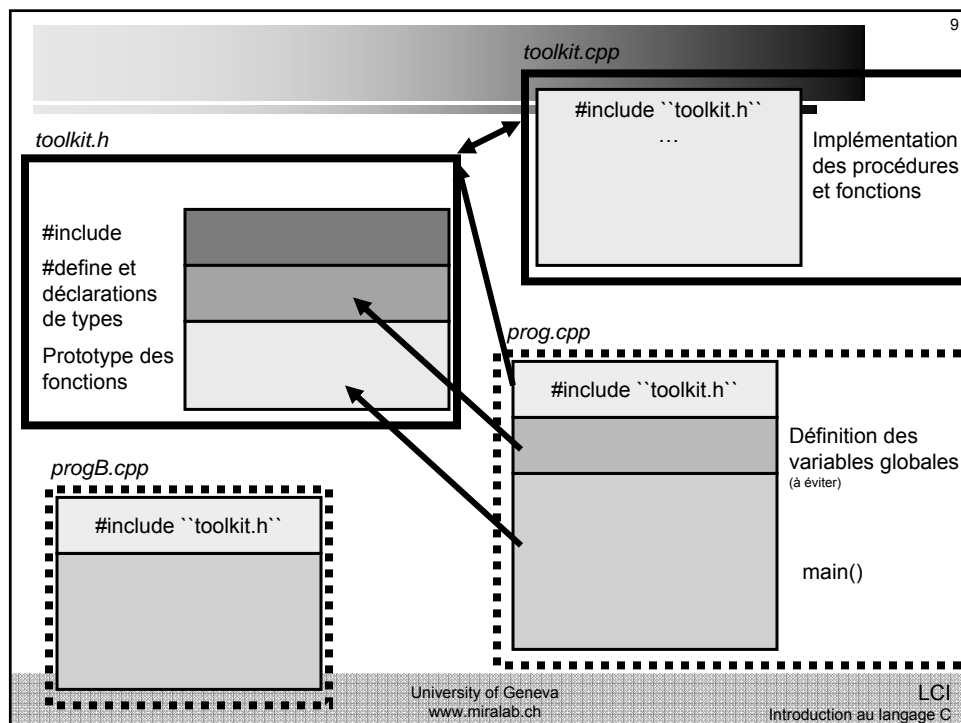 9
toolkit.cpp
#include ``toolkit.h``
…
Implémentation
des procédures
et fonctions
toolkit.h
#include
#define et
déclarations
de types
Prototype des
fonctions
prog.cpp
#include ``toolkit.h``
Définition des
variables globales
(à éviter)
main()
progB.cpp
#include ``toolkit.h``
University of Geneva
www.miralab.ch
LCI
Introduction au langage C